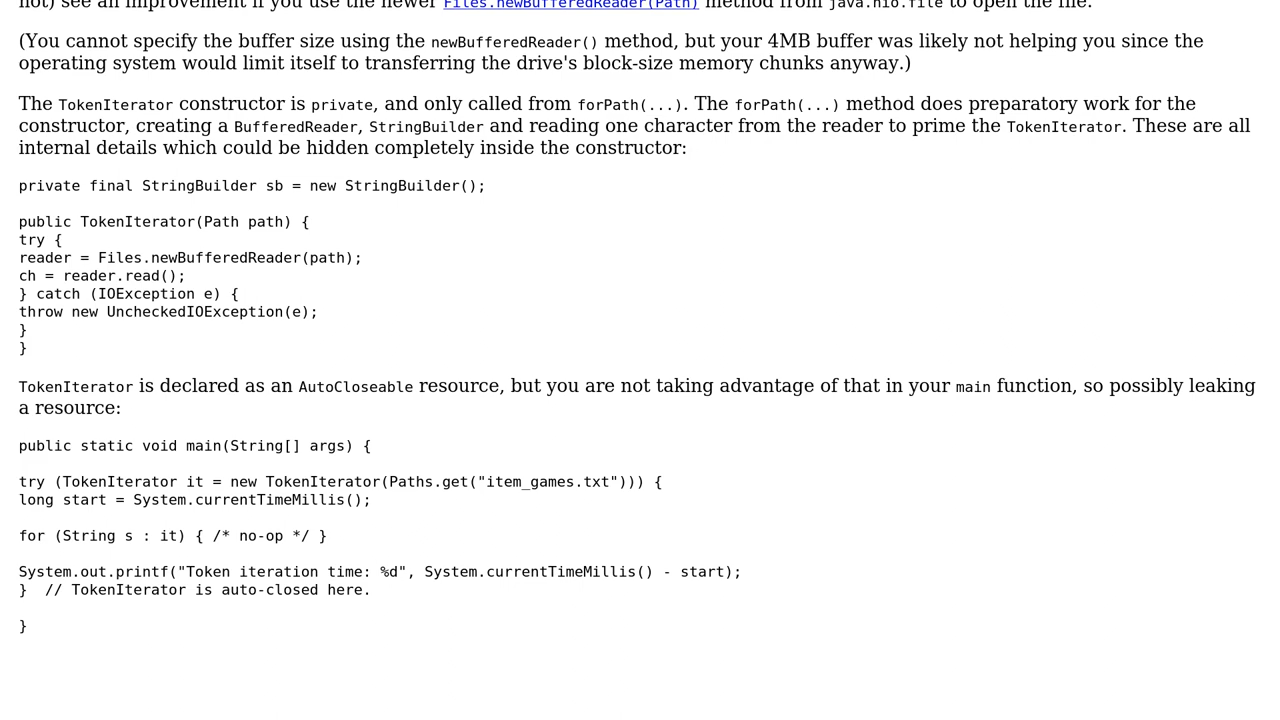 not) see an improvement if you use the newer Files.newBufferedReader(Path) method from java.nio.file to open the file.
(You cannot specify the buffer size using the newBufferedReader() method, but your 4MB buffer was likely not helping you since the
operating system would limit itself to transferring the drive's block-size memory chunks anyway.)
The TokenIterator constructor is private, and only called from forPath(...). The forPath(...) method does preparatory work for the
constructor, creating a BufferedReader, StringBuilder and reading one character from the reader to prime the TokenIterator. These are all
internal details which could be hidden completely inside the constructor:
private final StringBuilder sb = new StringBuilder();
public TokenIterator(Path path) {
try {
reader = Files.newBufferedReader(path);
ch = reader.read();
} catch (IOException e) {
throw new UncheckedIOException(e);
}
}
TokenIterator is declared as an AutoCloseable resource, but you are not taking advantage of that in your main function, so possibly leaking
a resource:
public static void main(String[] args) {
try (TokenIterator it = new TokenIterator(Paths.get("item_games.txt"))) {
long start = System.currentTimeMillis();
for (String s : it) { /* no-op */ }
System.out.printf("Token iteration time: %d", System.currentTimeMillis() - start);
}  // TokenIterator is auto-closed here.
}